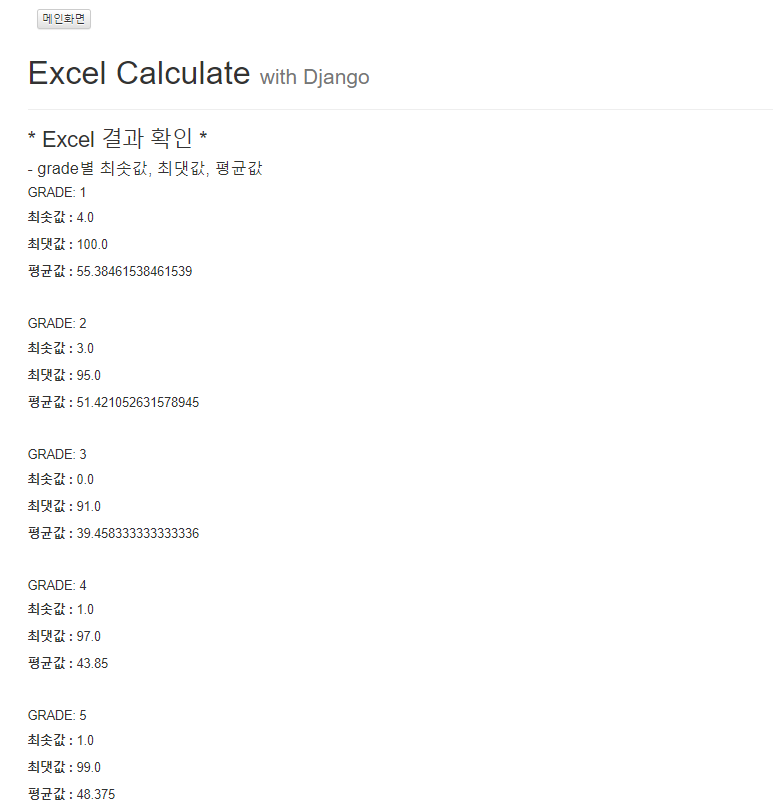 메인화면
Excel Calculate with Django
* Excel 결과 확인 *
- grade별 최솟값, 최댓값, 평균값
GRADE: 1
최솟값 : 4.0
최댓값 : 100.0
평균값 : 55.38461538461539
GRADE: 2
최솟값 : 3.0
최댓값 : 95.0
평균값 : 51.421052631578945
GRADE: 3
최솟값 : 0.0
최댓값 : 91.0
평균값 : 39.458333333333336
GRADE: 4
최솟값 : 1.0
최댓값 : 97.0
평균값 : 43.85
GRADE: 5
최솟값 : 1.0
최댓값 : 99.0
평균값 : 48.375